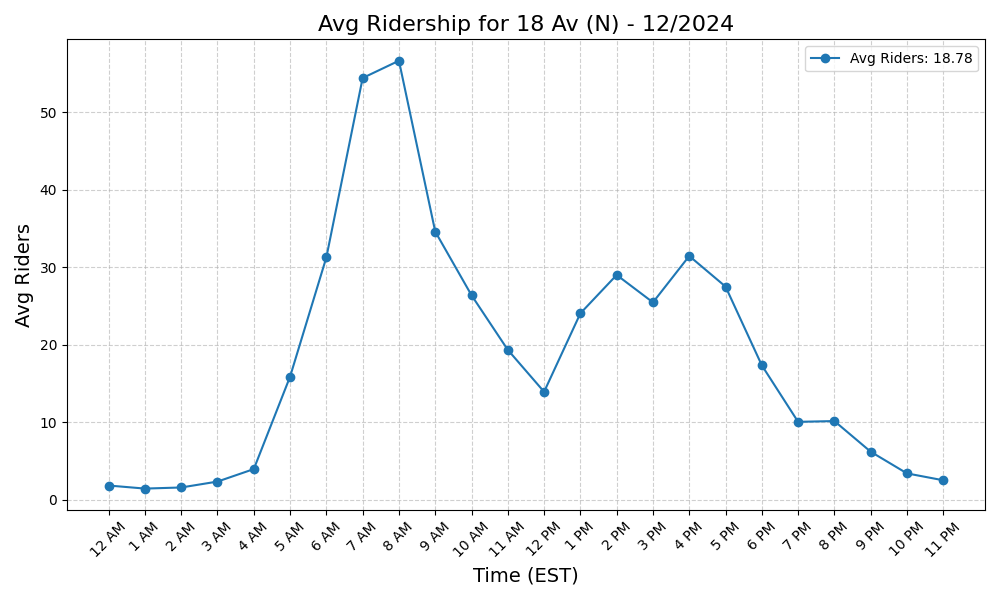 Avg Ridership for 18 Av (N) - 12/2024
Avg Riders: 18.78
Avg Riders
50
40
30
20
10
0
12 AM
1 AM
2 AM
3 AM
4 AM
5 AM
6 AM
7 AM
8 AM
9 AM
10 AM
11 AM
12 PM
1 PM
2 PM
3 PM
4 PM
5 PM
6 PM
7 PM
8 PM
9 PM
10 PM
11 PM
Time (EST)